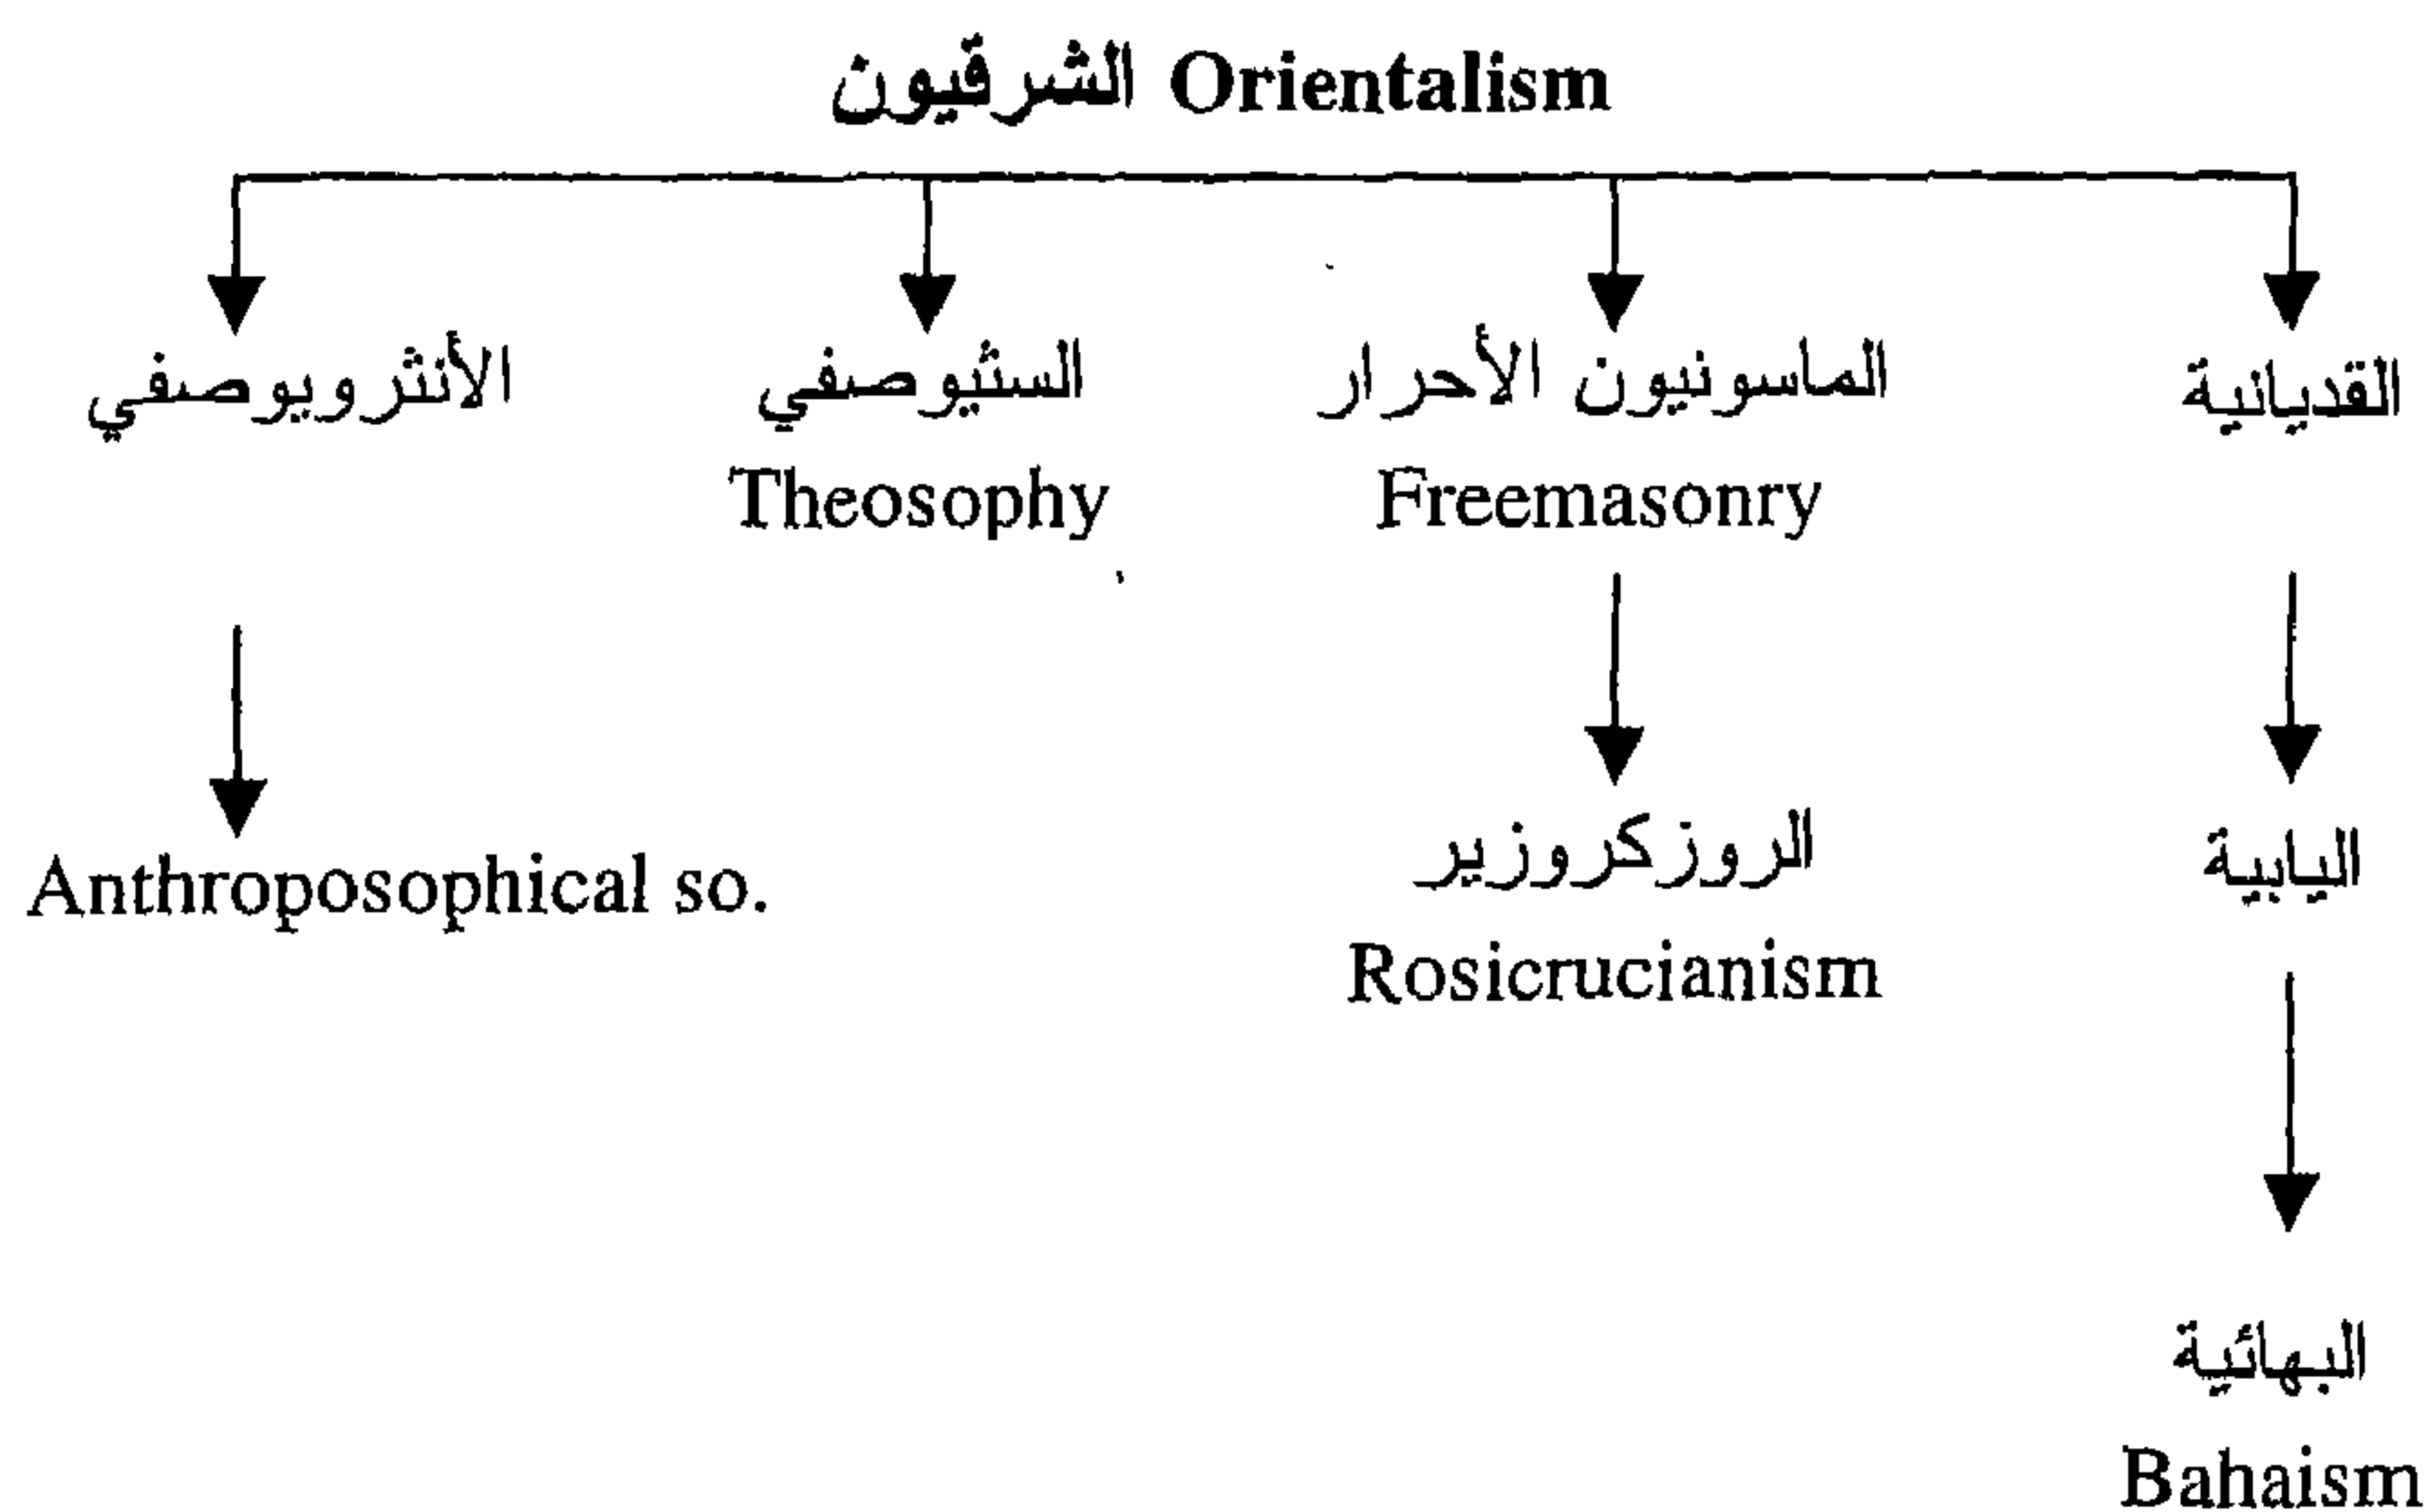 الشرقيون Orientalism
القديانية
الماسونيون الأحرار
Freemasonry
السثيوصفي
Theosophy
الأنثروبوصفي
اليابية
الروزكروزير
Rosicrucianism
Anthroposophical so.
البهائية
Bahaism